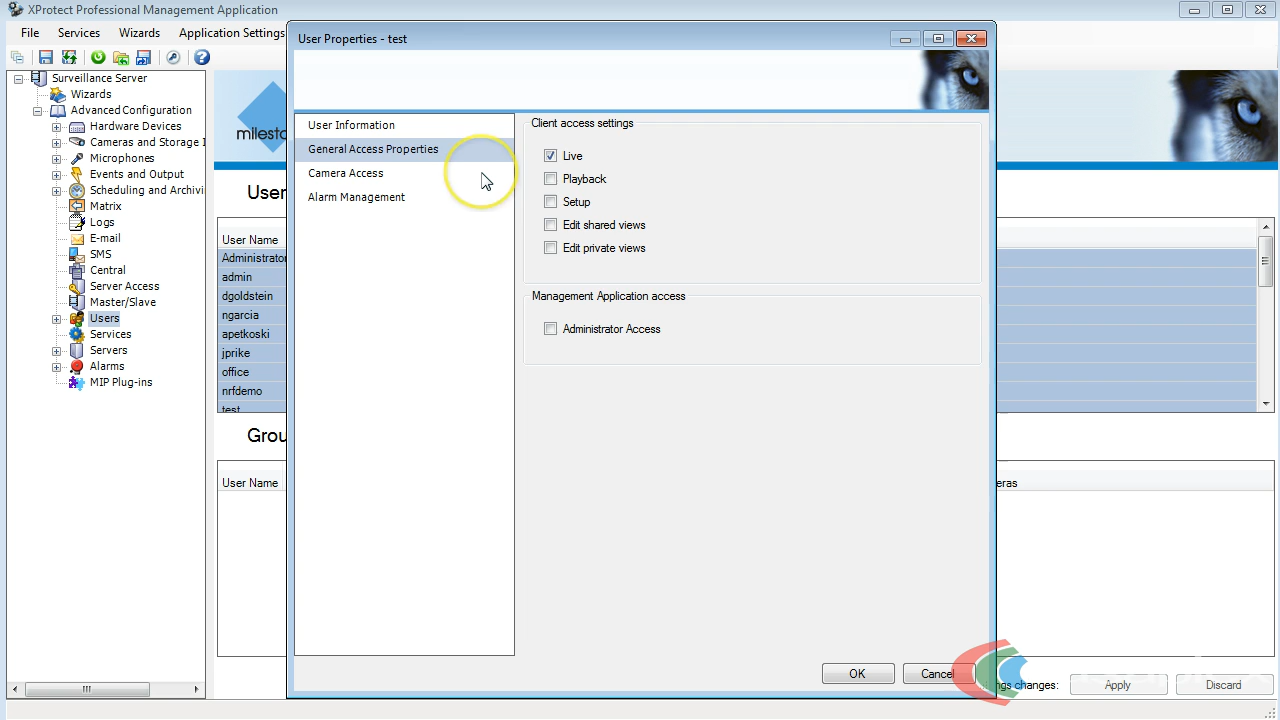 XProtect Professional Management Application
File Services Wizards Application Settings
User Properties - test
Surveillance Server
Wizards
Advanced Configuration
Hardware Devices
Cameras and Storage I
Microphones
Events and Output
Scheduling and Archivi
Matrix
Logs
E-mail
SMS
Central
Server Access
Master/Slave
Users
Services
Servers
Alarms
MIP Plug-ins
milesto
User
User Name
Administrator
admin
dgoldstein
ngarcia
apetkoski
jprike
office
nrfdemo
test
Grou
User Name
eras
User Information
General Access Properties
Camera Access
Alarm Management
Client access settings
Live
Playback
Setup
Edit shared views
Edit private views
Management Application access
Administrator Access
OK Cancel
ngs changes: Apply Discard